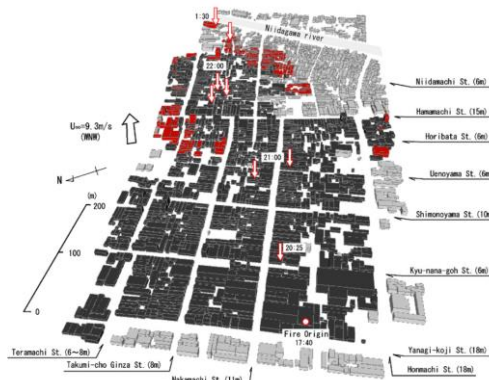 1:30
Niidagawa river
22:00
Niidamachi St. (6m)
Hamamachi St. (15m)
U∞=9.3m/s
(WNW)
Horibata St. (6m)
21:00
Uenoyama St. (6m
N
(m)
200
Shimonoyama St. (10m
100
20:25
Kyu-nana-goh St. (6m)
0
Fire Origin
17:40
Teramachi St. (6~8m)
Yanagi-koji St. (18m)
Takumi-cho Ginza St. (8m)
Honmachi St. (18m)